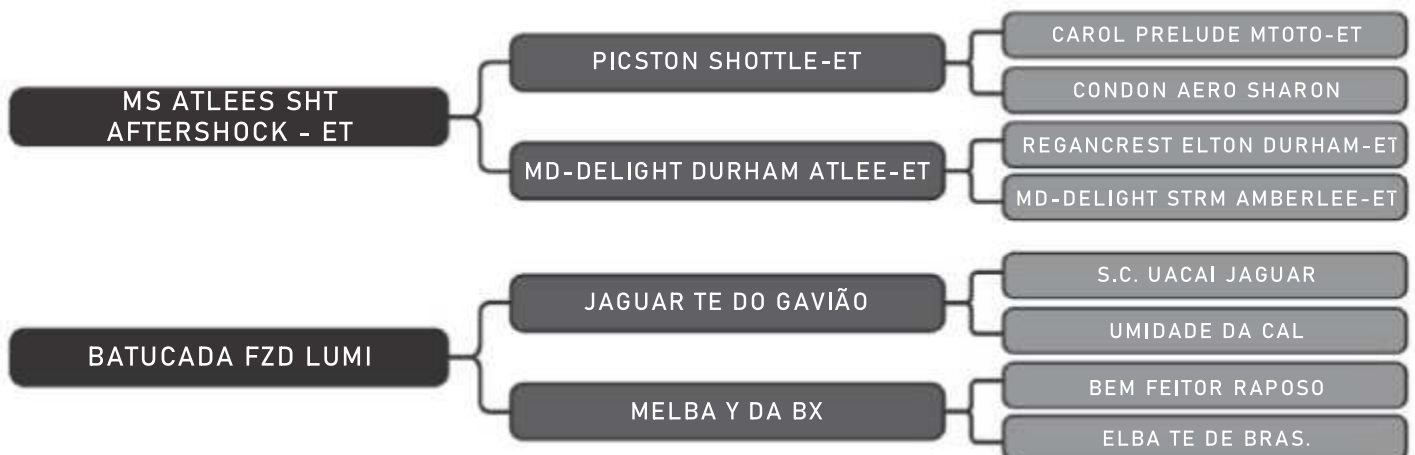 MS ATLEES SHT
AFTERSHOCK - ET
PICSTON SHOTTLE-ET
CAROL PRELUDE MTOTO-ET
CONDON AERO SHARON
MD-DELIGHT DURHAM ATLEE-ET
REGANCREST ELTON DURHAM-ET
MD-DELIGHT STRM AMBERLEE-ET
BATUCADA FZD LUMI
JAGUAR TE DO GAVIÃO
S.C. UACAI JAGUAR
UMIDADE DA CAL
MELBA Y DA BX
BEM FEITOR RAPOSO
ELBA TE DE BRAS.